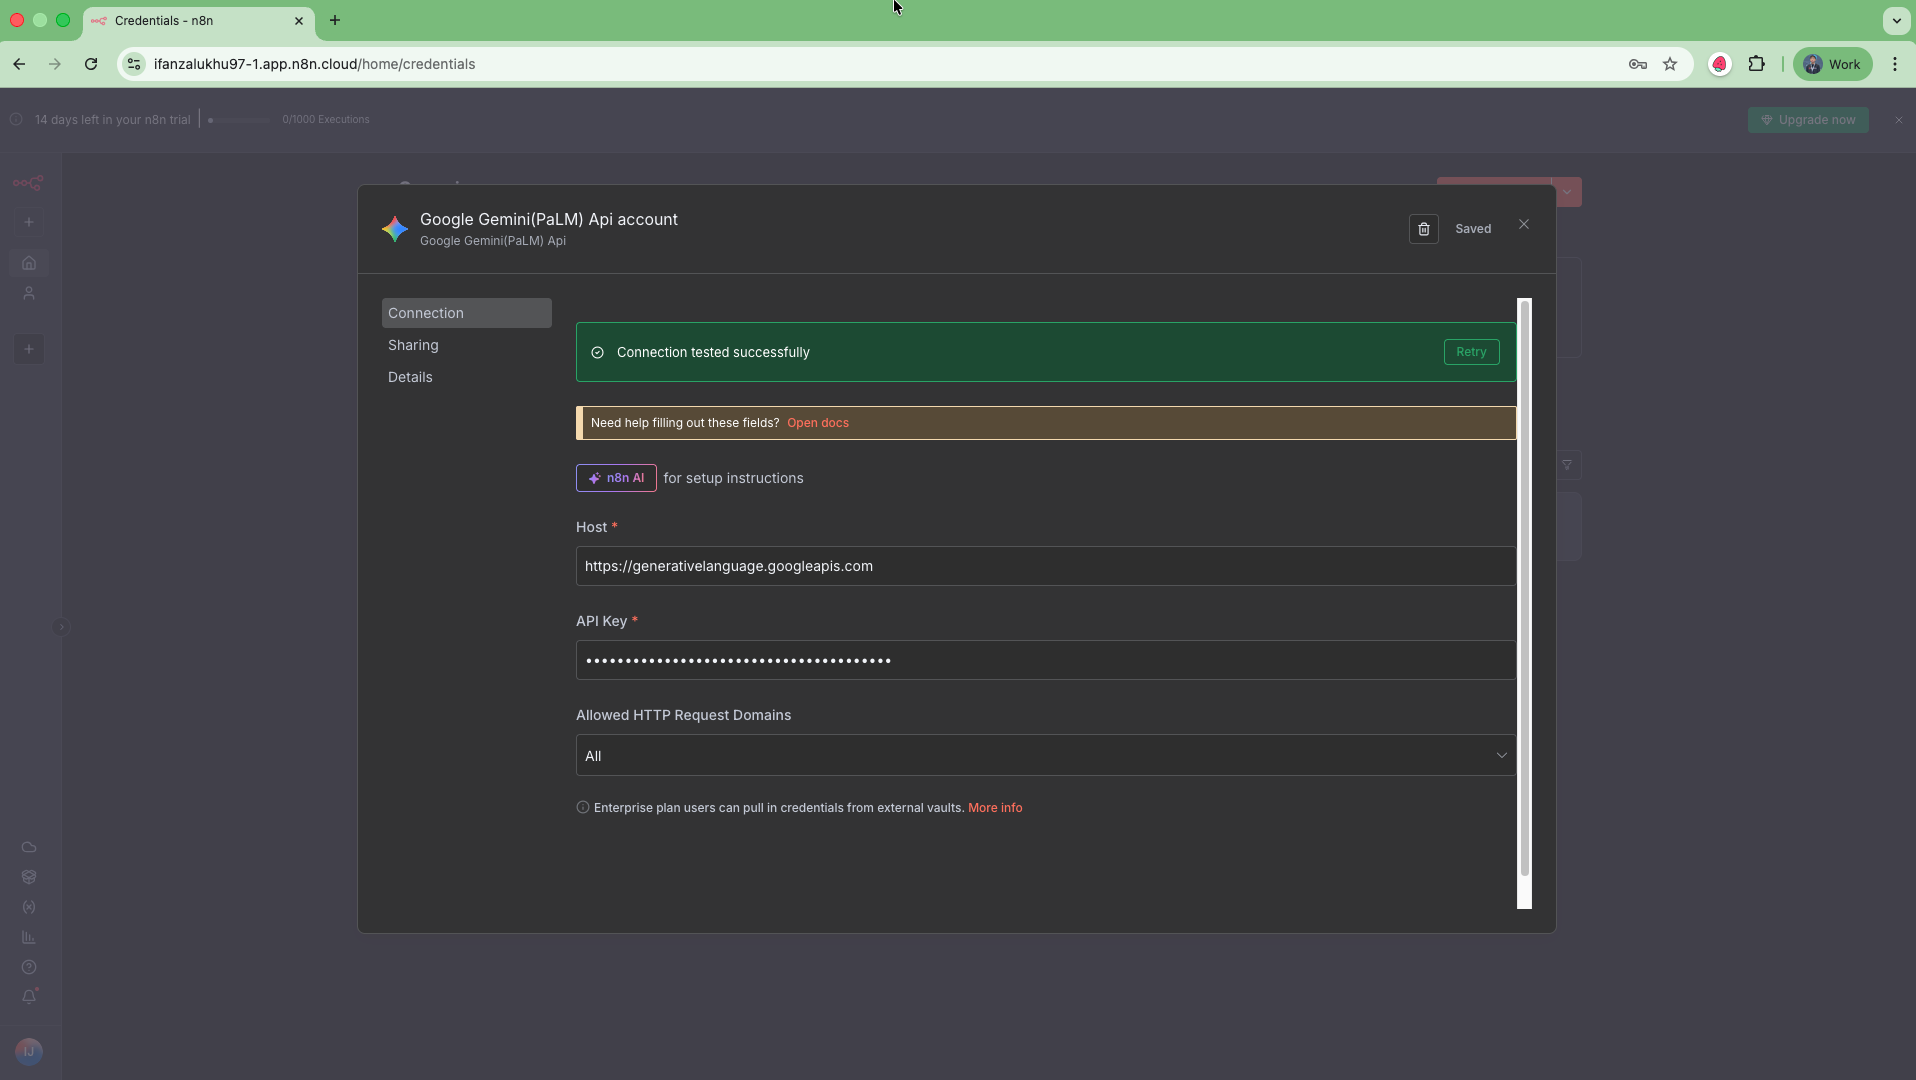 Credentials - n8n
ifanzalukhu97-1.app.n8n.cloud/home/credentials
Work
14 days left in your n8n trial
0/1000 Executions
Upgrade now
Google Gemini(PaLM) Api account
Google Gemini(PaLM) Api
Saved
Connection
Sharing
Details
Connection tested successfully
Retry
Need help filling out these fields? Open docs
n8n AI for setup instructions
Host *
https://generativelanguage.googleapis.com
API Key *
•••••••••••••••••••••••••••••••••••••••
Allowed HTTP Request Domains
All
Enterprise plan users can pull in credentials from external vaults. More info
IJ